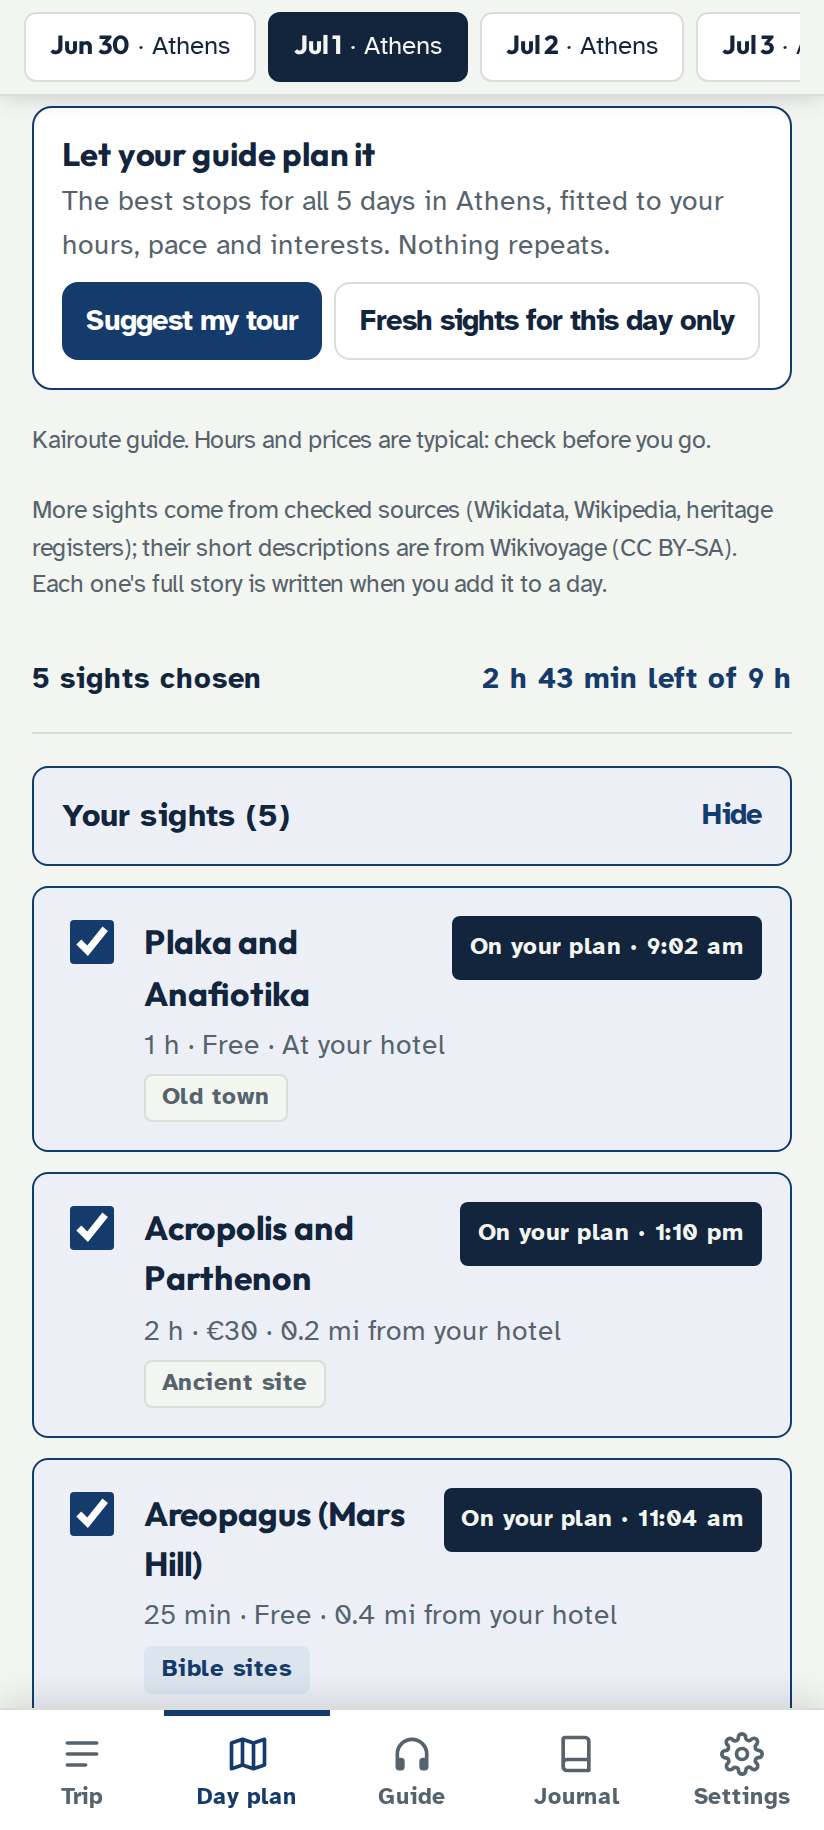 Jun 30 · Athens
Jul 1 · Athens
Jul 2 · Athens
Jul 3 ·
Let your guide plan it
The best stops for all 5 days in Athens, fitted to your
hours, pace and interests. Nothing repeats.
Suggest my tour
Fresh sights for this day only
Kairoute guide. Hours and prices are typical: check before you go.
More sights come from checked sources (Wikidata, Wikipedia, heritage
registers); their short descriptions are from Wikivoyage (CC BY-SA).
Each one's full story is written when you add it to a day.
5 sights chosen
2 h 43 min left of 9 h
Your sights (5)
Hide
Plaka and
Anafiotika
On your plan · 9:02 am
1 h · Free · At your hotel
Old town
Acropolis and
Parthenon
On your plan · 1:10 pm
2 h · €30 · 0.2 mi from your hotel
Ancient site
Areopagus (Mars
Hill)
On your plan · 11:04 am
25 min · Free · 0.4 mi from your hotel
Bible sites
Trip
Day plan
Guide
Journal
Settings